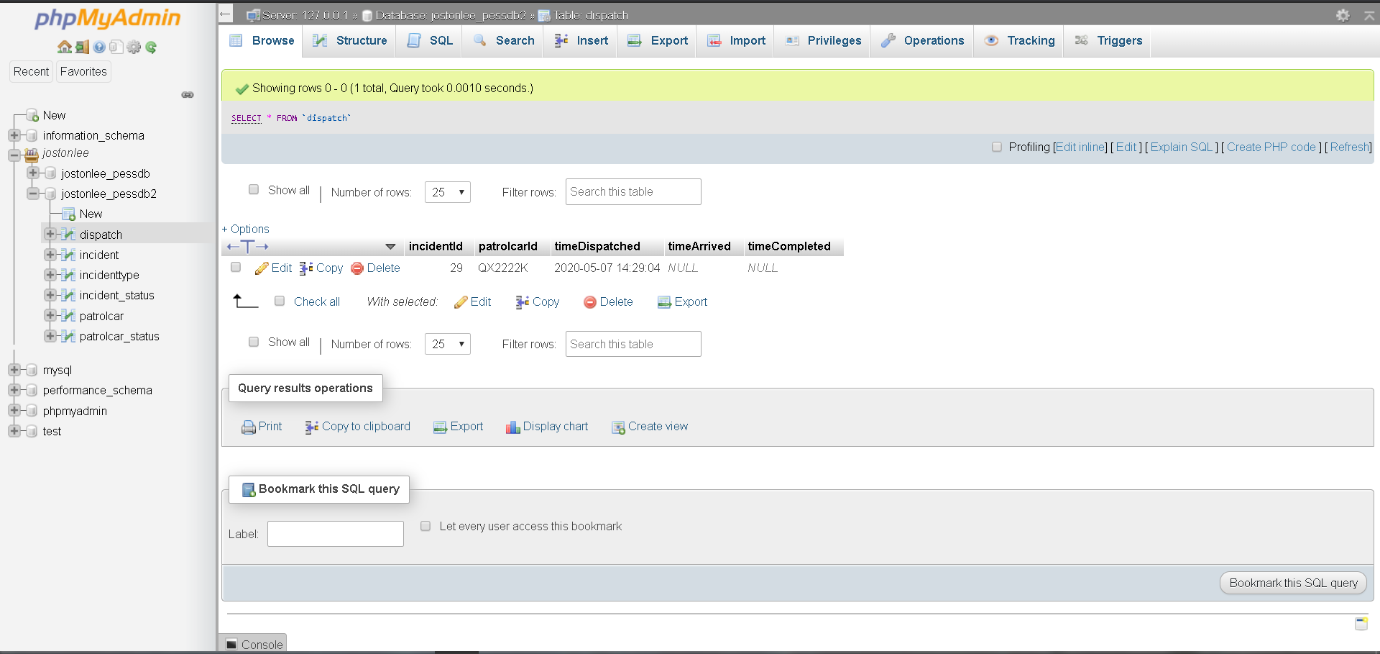 phpMyAdmin
Recent Favorites
New
information_schema
jostonlee
jostonlee_pessdb
jostonlee_pessdb2
New
dispatch
incident
incidenttype
incident_status
patrolcar
patrolcar_status
mysql
performance_schema
phpmyadmin
test
Server: 127.0.0.1 » Database: jostonlee_pessdb2 » Table: dispatch
Browse Structure SQL Search Insert Export Import Privileges Operations Tracking Triggers
Showing rows 0 - 0 (1 total, Query took 0.0010 seconds.)
SELECT * FROM `dispatch`
Profiling [Edit inline] [ Edit ] [ Explain SQL ] [ Create PHP code ] [ Refresh]
Show all | Number of rows: 25 Filter rows: Search this table
+ Options
←T→ incidentId patrolcarId timeDispatched timeArrived timeCompleted
Edit Copy Delete 29 QX2222K 2020-05-07 14:29:04 NULL NULL
Check all With selected: Edit Copy Delete Export
Show all | Number of rows: 25 Filter rows: Search this table
Query results operations
Print Copy to clipboard Export Display chart Create view
Bookmark this SQL query
Label: Let every user access this bookmark
Bookmark this SQL query
Console